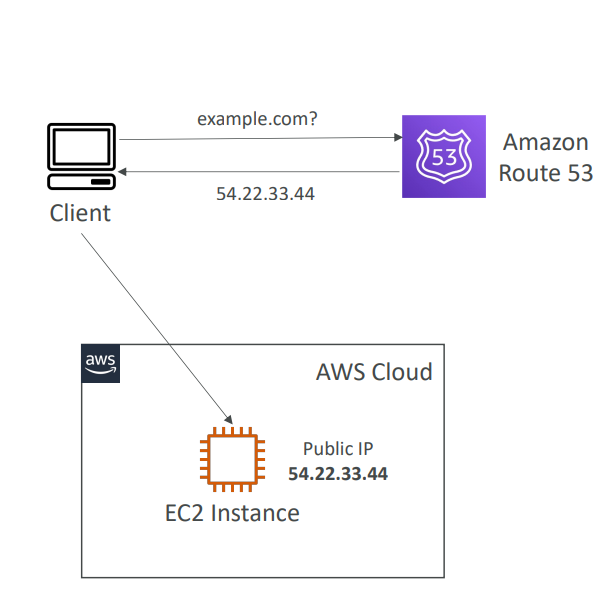 example.com?
53
Amazon
Route 53
54.22.33.44
Client
aws
AWS Cloud
Public IP
54.22.33.44
EC2 Instance